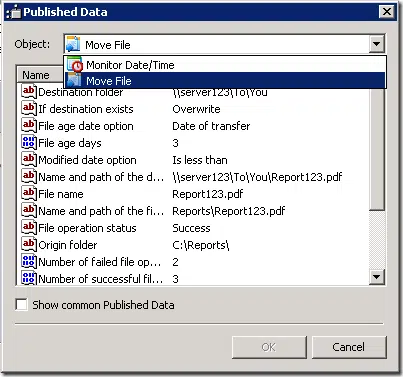 Published Data
Object: Move File
Monitor Date/Time
Move File
Name
Destination folder \\server123\To\You
If destination exists Overwrite
File age date option Date of transfer
File age days 3
Modified date option Is less than
Name and path of the d... \\server123\To\You\Report123.pdf
File name Report123.pdf
Name and path of the fi... Reports\Report123.pdf
File operation status Success
Origin folder C:\Reports\
Number of failed file op... 2
Number of successful fil... 3
Show common Published Data
OK Cancel